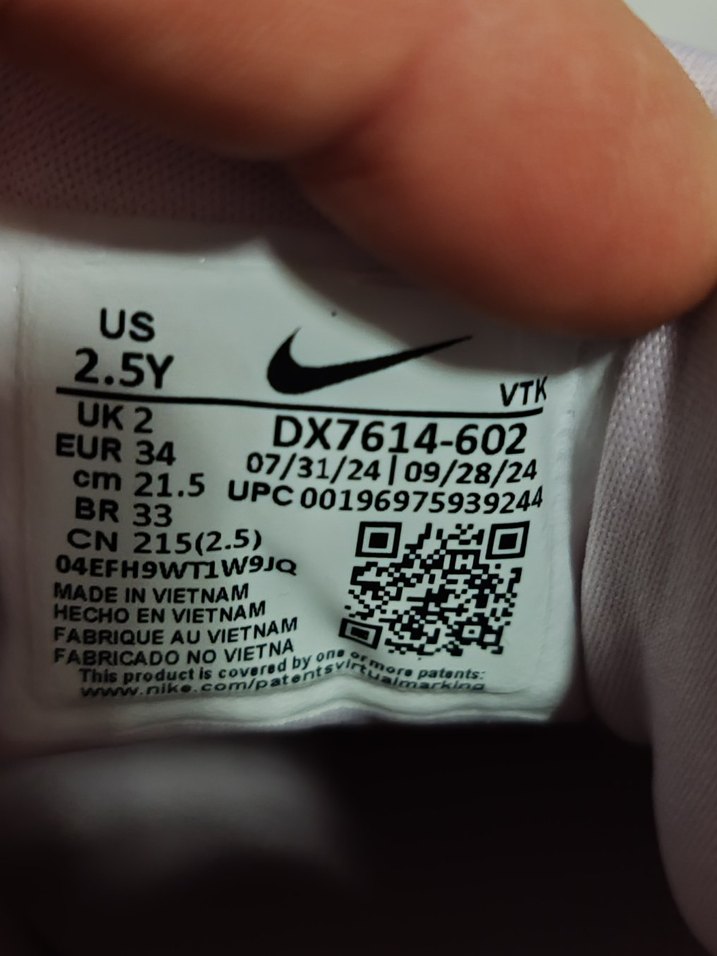 US
2.5Y
VTK
UK 2
EUR 34
cm 21.5
BR 33
CN 215(2.5)
DX7614-602
07/31/24 | 09/28/24
UPC 00196975939244
04EFH9WT1W9JQ
MADE IN VIETNAM
HECHO EN VIETNAM
FABRIQUE AU VIETNAM
FABRICADO NO VIETNA
This product is covered by one or more patents:
www.nike.com/patentsvirtualmarking